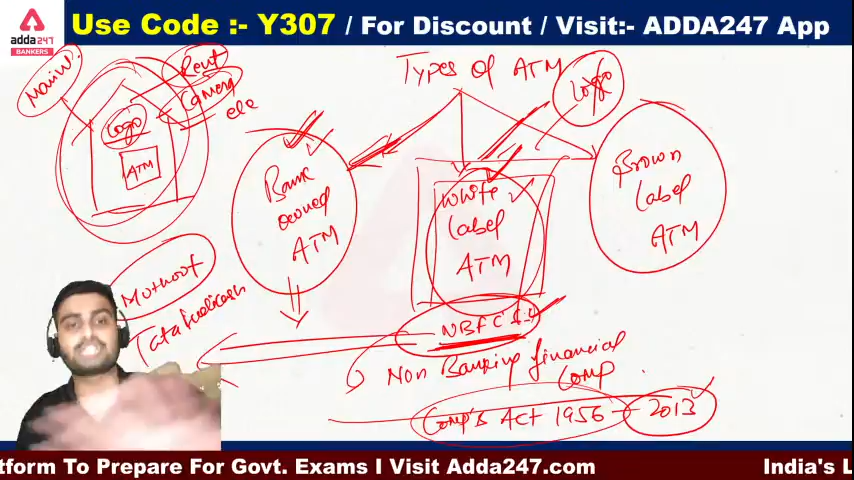 adda247
BANKERS
Use Code :- Y307 / For Discount / Visit:- ADDA247 App
Types of ATM
Main
Rent
Camera
ele
Logo
ATM
Logo
Bank
owned
ATM
White
Label
ATM
Brown
Label
ATM
Muthoot
Tata Indicash
NBFC
Non Banking financial
Comp
Comp's Act 1956 - 2013
tform To Prepare For Govt. Exams I Visit Adda247.com
India's L